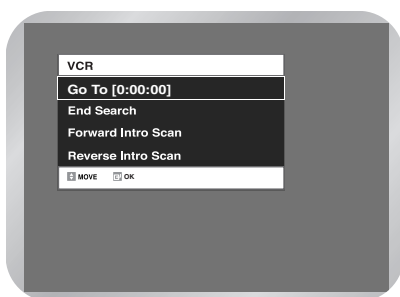 VCR
Go To [0:00:00]
End Search
Forward Intro Scan
Reverse Intro Scan
MOVE OK